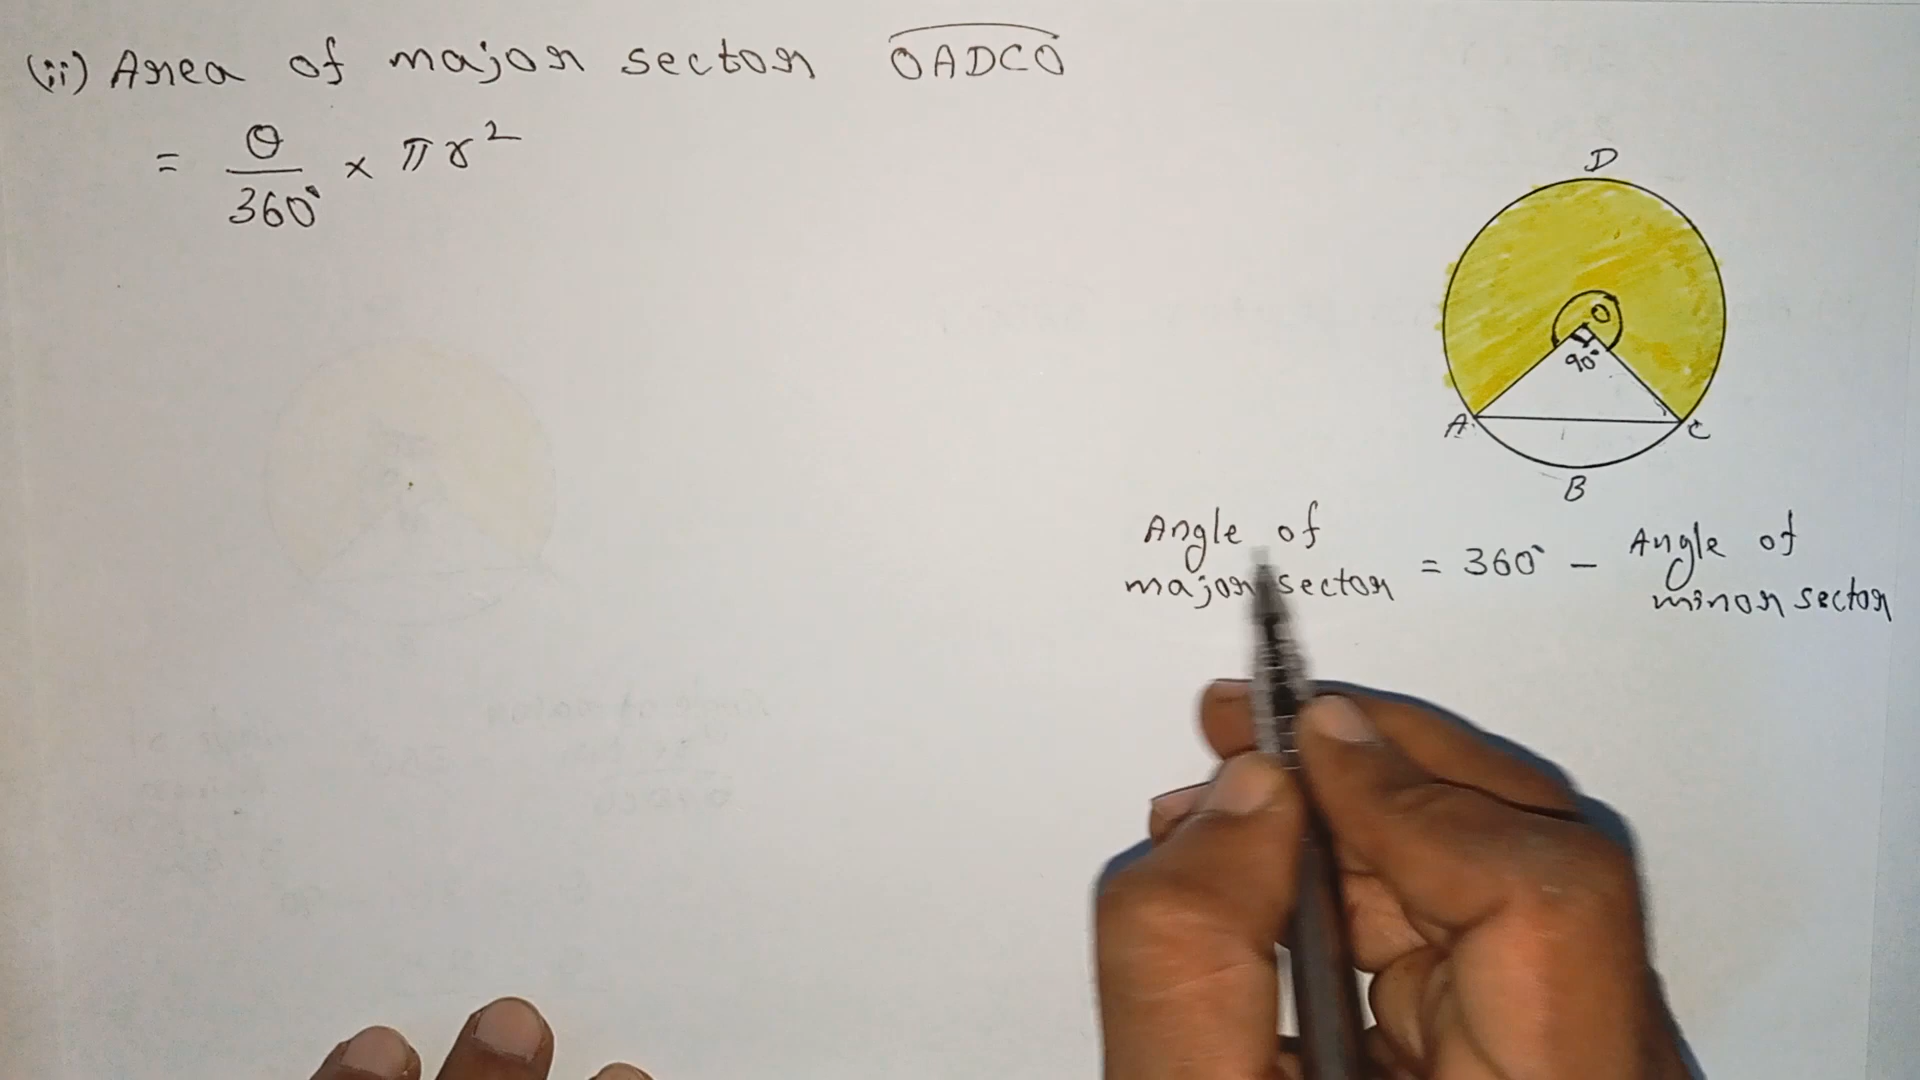 (ii) Area of major sector OADCO
= θ/360° × πr²
D
O
90°
A
C
B
Angle of major sector = 360° - Angle of minor sector